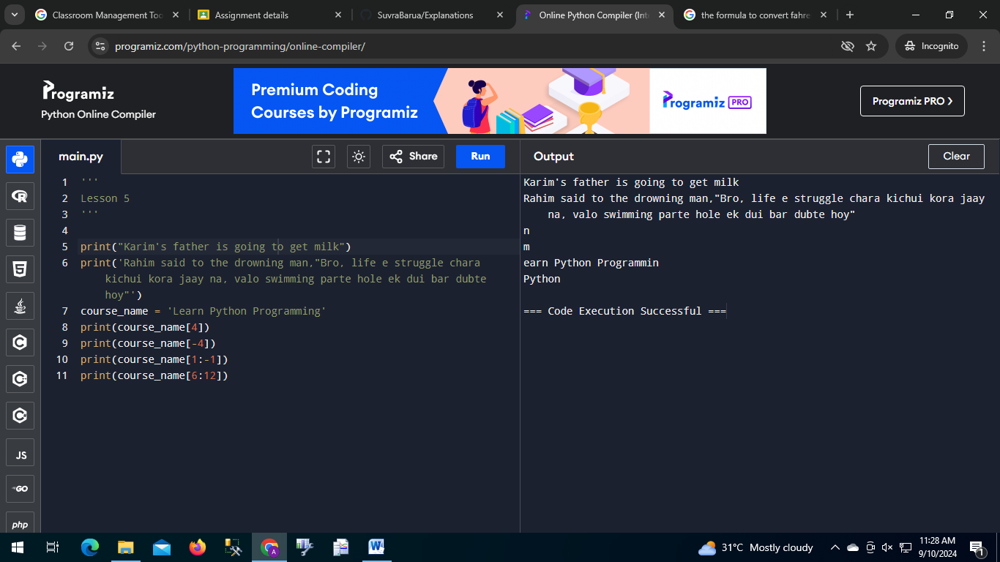 Classroom Management Too
Assignment details
SuvraBarua/Explanations
Online Python Compiler (Int
the formula to convert fahre
programiz.com/python-programming/online-compiler/
Incognito
Programiz
Python Online Compiler
Premium Coding
Courses by Programiz
Programiz PRO
Programiz PRO
main.py
Share
Run
Output
Clear
1 '''
2 Lesson 5
3 '''
4
5 print("Karim's father is going to get milk")
6 print('Rahim said to the drowning man,"Bro, life e struggle chara
kichui kora jaay na, valo swimming parte hole ek dui bar dubte
hoy"')
7 course_name = 'Learn Python Programming'
8 print(course_name[4])
9 print(course_name[-4])
10 print(course_name[1:-1])
11 print(course_name[6:12])
Karim's father is going to get milk
Rahim said to the drowning man,"Bro, life e struggle chara kichui kora jaay
na, valo swimming parte hole ek dui bar dubte hoy"
n
m
earn Python Programmin
Python
=== Code Execution Successful ===
R
5
C
C
C
JS
GO
php
31°C Mostly cloudy
11:28 AM
9/10/2024
1